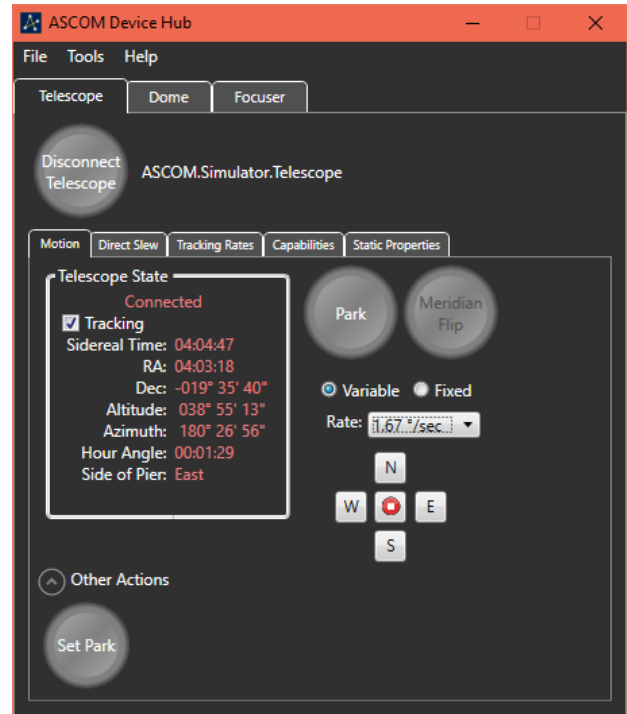 ASCOM Device Hub
File Tools Help
Telescope Dome Focuser
Disconnect
Telescope
ASCOM.Simulator.Telescope
Motion Direct Slew Tracking Rates Capabilities Static Properties
Telescope State
Connected
Tracking
Sidereal Time: 04:04:47
RA: 04:03:18
Dec: -019° 35' 40"
Altitude: 038° 55' 13"
Azimuth: 180° 26' 56"
Hour Angle: 00:01:29
Side of Pier: East
Park
Meridian
Flip
Variable Fixed
Rate: 1.67 °/sec
N
W E
S
Other Actions
Set Park